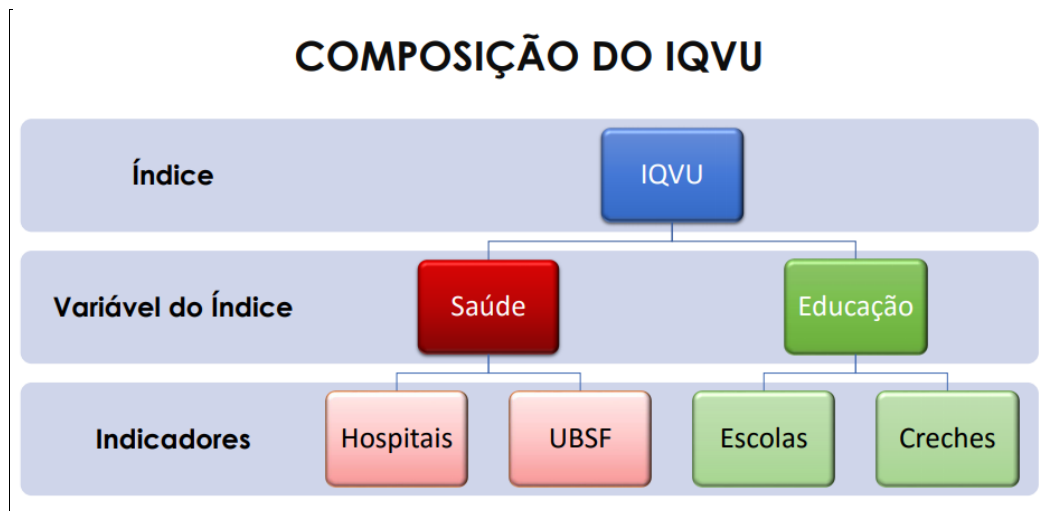 COMPOSIÇÃO DO IQVU
Índice
IQVU
Variável do Índice
Saúde
Educação
Indicadores
Hospitais
UBSF
Escolas
Creches